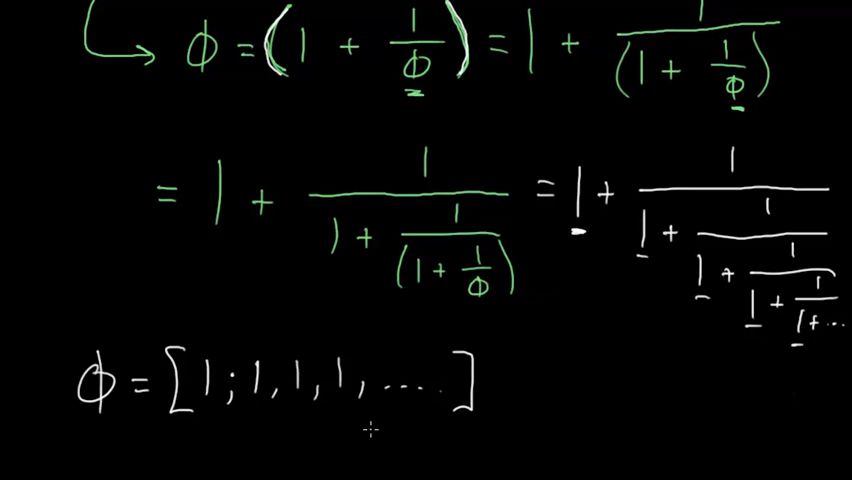 ϕ = (1 + 1/ϕ) = 1 + 1/(1 + 1/ϕ)
= 1 + 1/(1 + 1/(1 + 1/ϕ)) = 1 + 1/(1 + 1/(1 + 1/(1 + 1/(1+...
ϕ = [1; 1, 1, 1, .....]